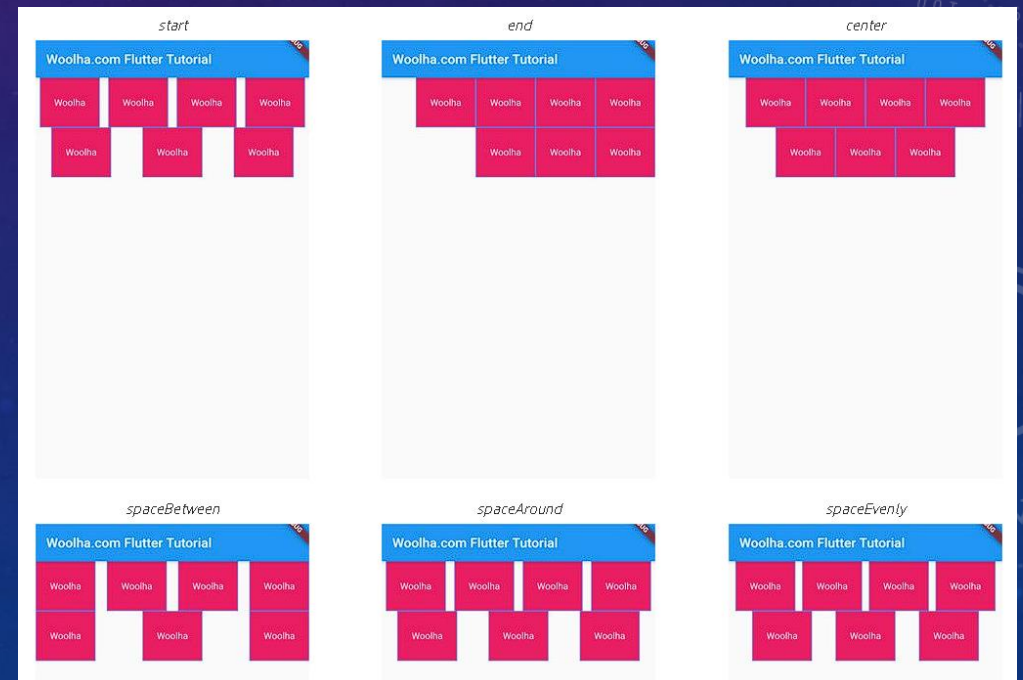 start end center
Woolha.com Flutter Tutorial Woolha.com Flutter Tutorial Woolha.com Flutter Tutorial
Woolha Woolha Woolha Woolha Woolha Woolha Woolha Woolha Woolha Woolha Woolha Woolha
Woolha Woolha Woolha Woolha Woolha Woolha Woolha Woolha Woolha
spaceBetween spaceAround spaceEvenly
Woolha.com Flutter Tutorial Woolha.com Flutter Tutorial Woolha.com Flutter Tutorial
Woolha Woolha Woolha Woolha Woolha Woolha Woolha Woolha Woolha Woolha Woolha Woolha
Woolha Woolha Woolha Woolha Woolha Woolha Woolha Woolha Woolha